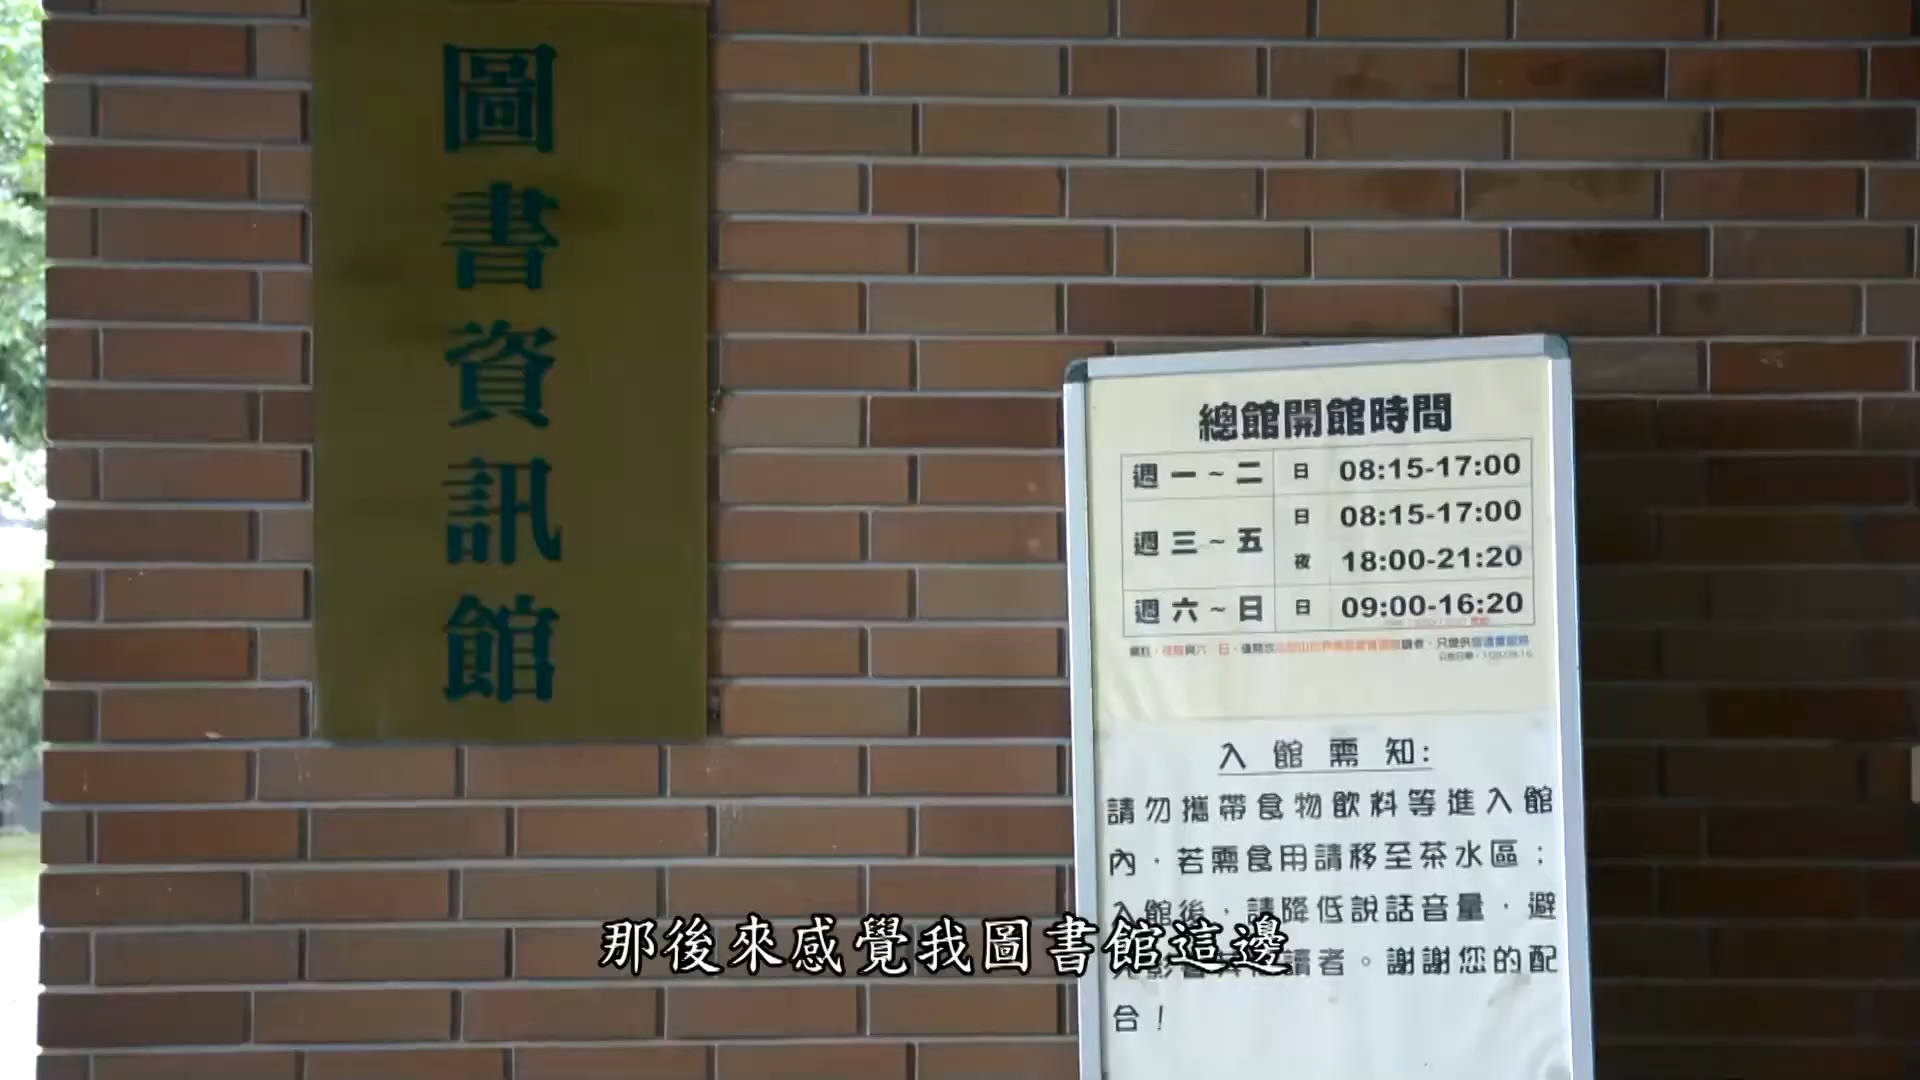 圖書資訊館
總館開館時間
週一~二 日 08:15-17:00
週三~五 日 08:15-17:00
夜 18:00-21:20
週六~日 日 09:00-16:20
入館需知:
請勿攜帶食物飲料等進入館
內，若需食用請移至茶水區；
入館後，請降低說話音量，避
讀者。謝謝您的配
合！
那後來感覺我圖書館這邊